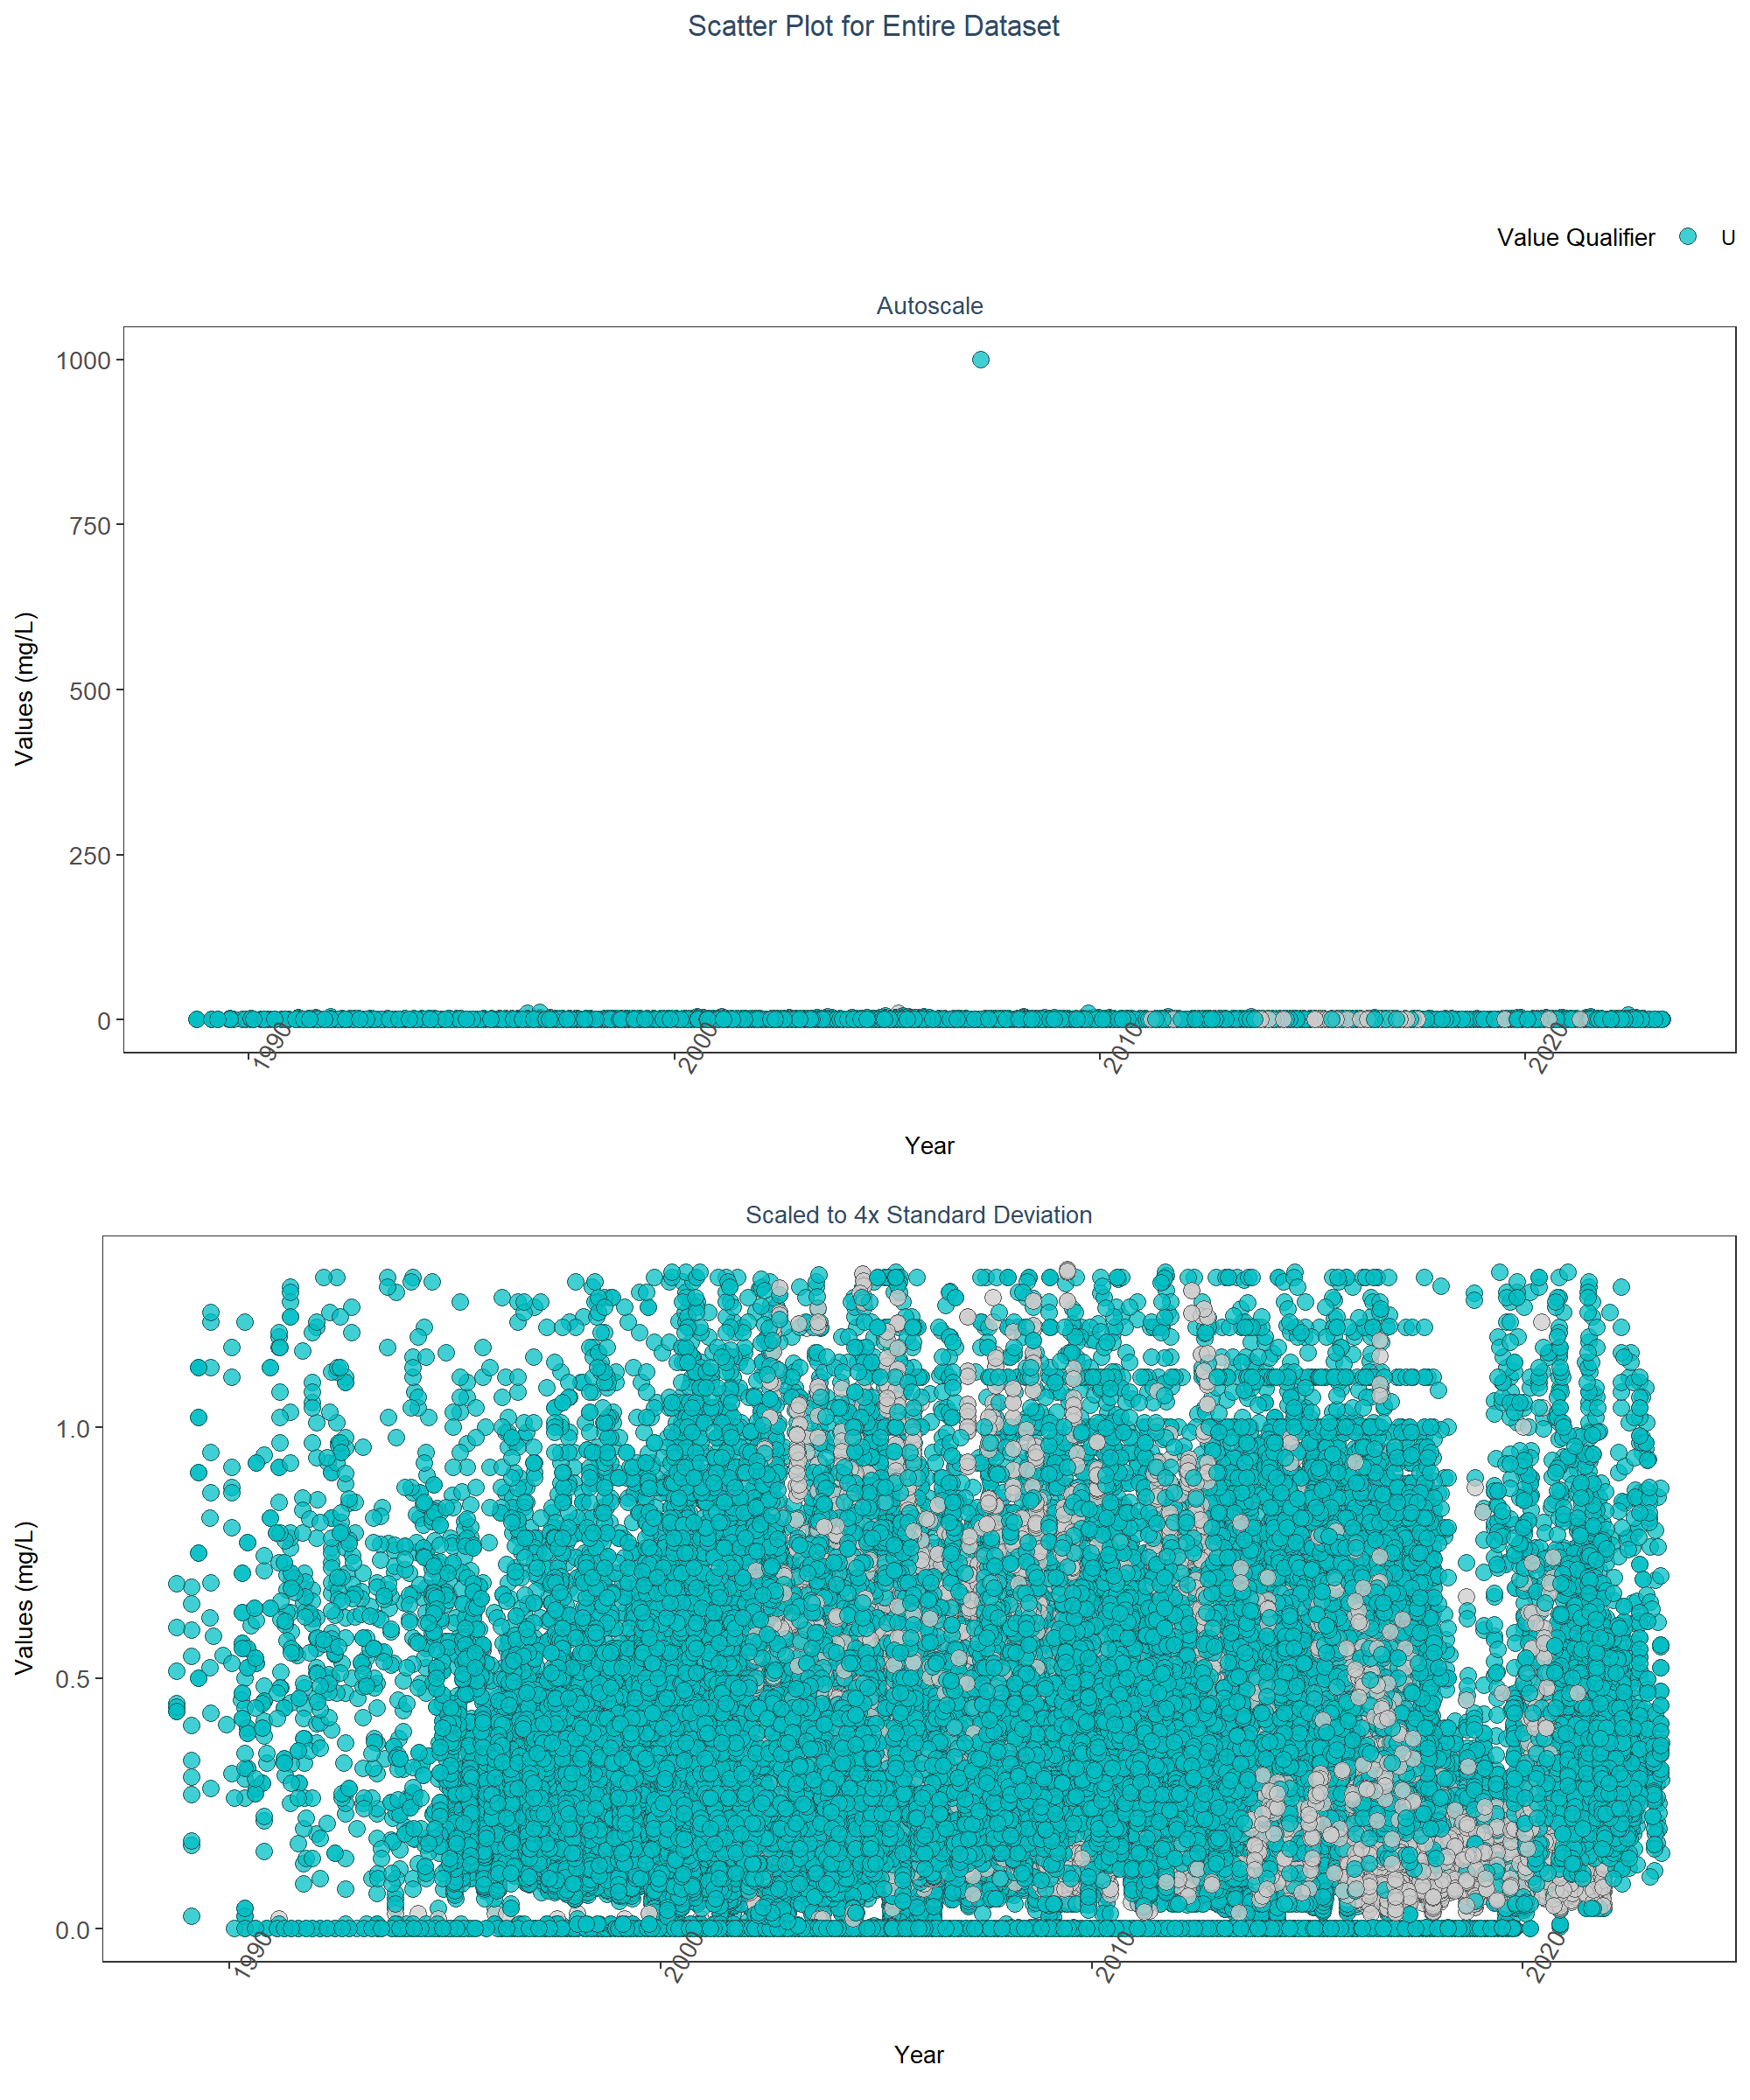 Scatter Plot for Entire Dataset
Value Qualifier U
Autoscale
1000
750
500
250
0
Values (mg/L)
1990 2000 2010 2020
Year
Scaled to 4x Standard Deviation
1.0
0.5
0.0
Values (mg/L)
1990 2000 2010 2020
Year